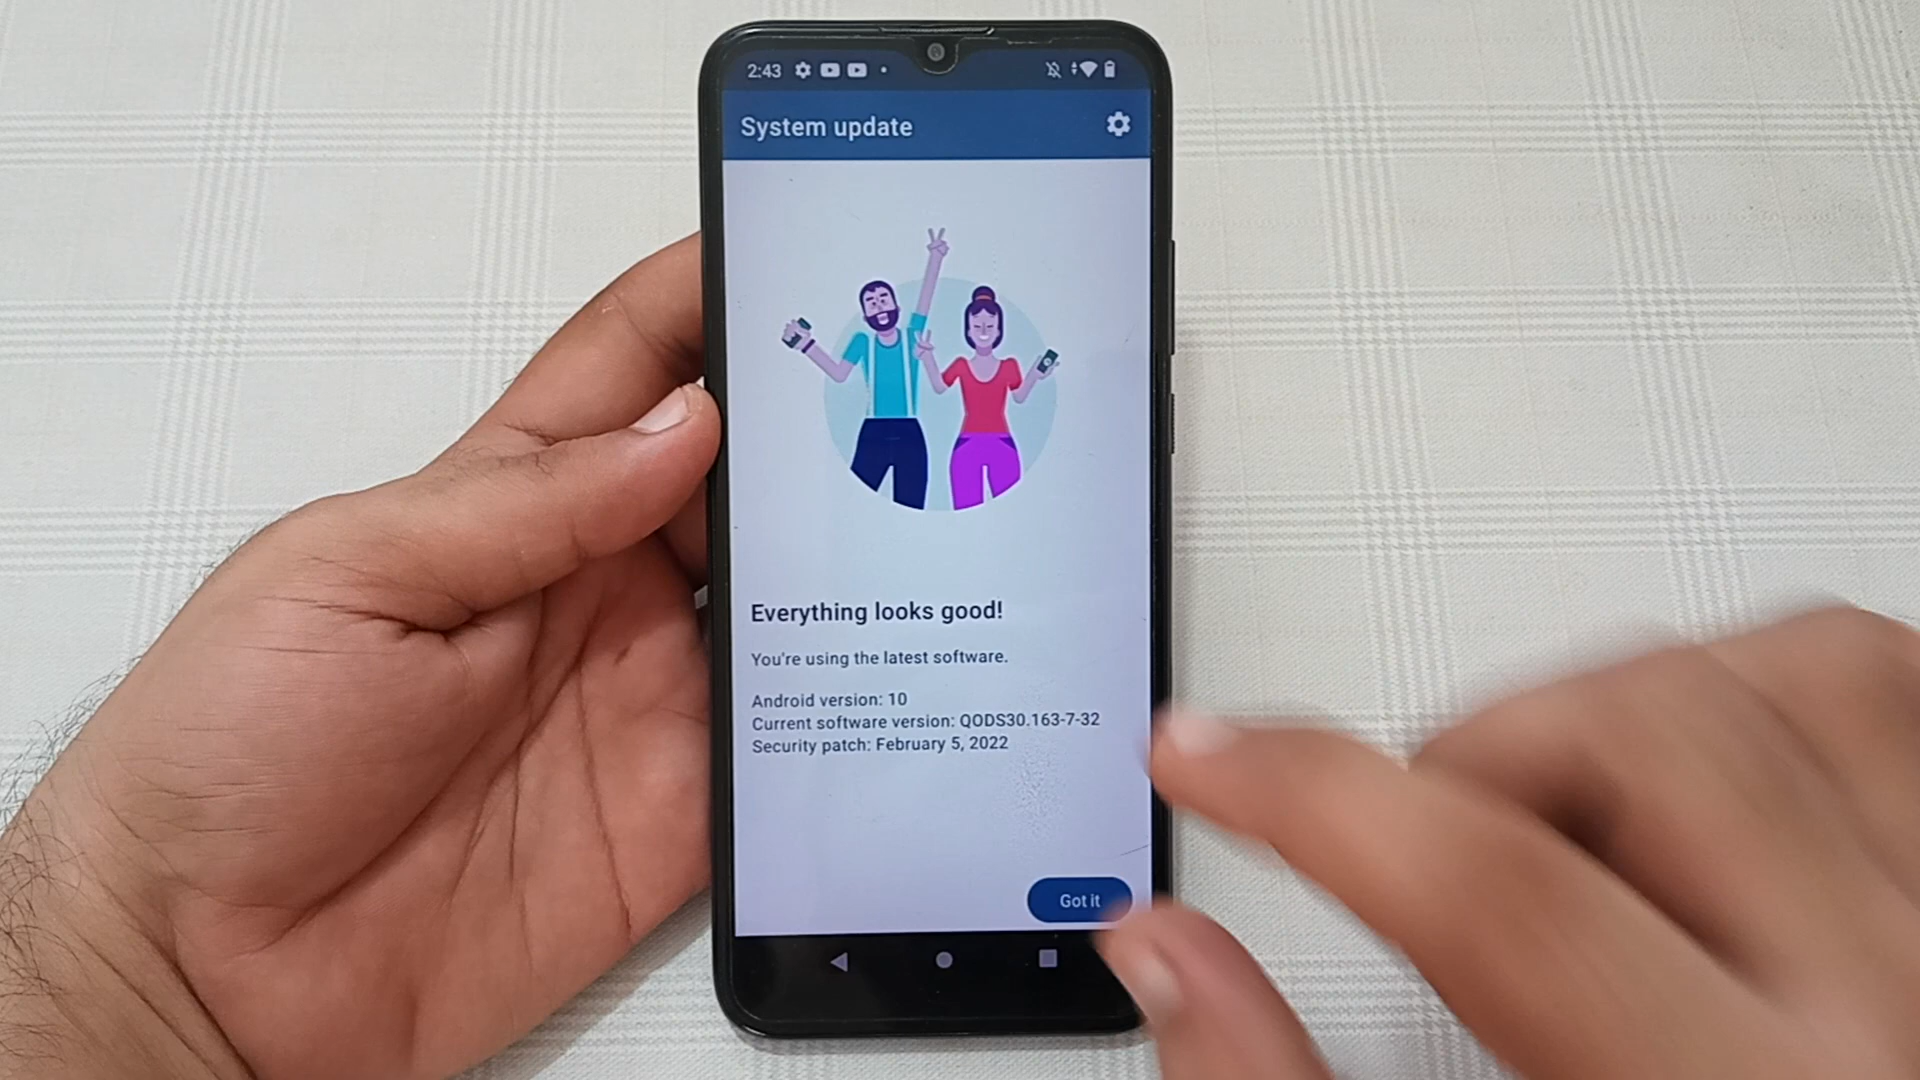 2:43
System update
Everything looks good!
You're using the latest software.
Android version: 10
Current software version: QODS30.163-7-32
Security patch: February 5, 2022
Got it